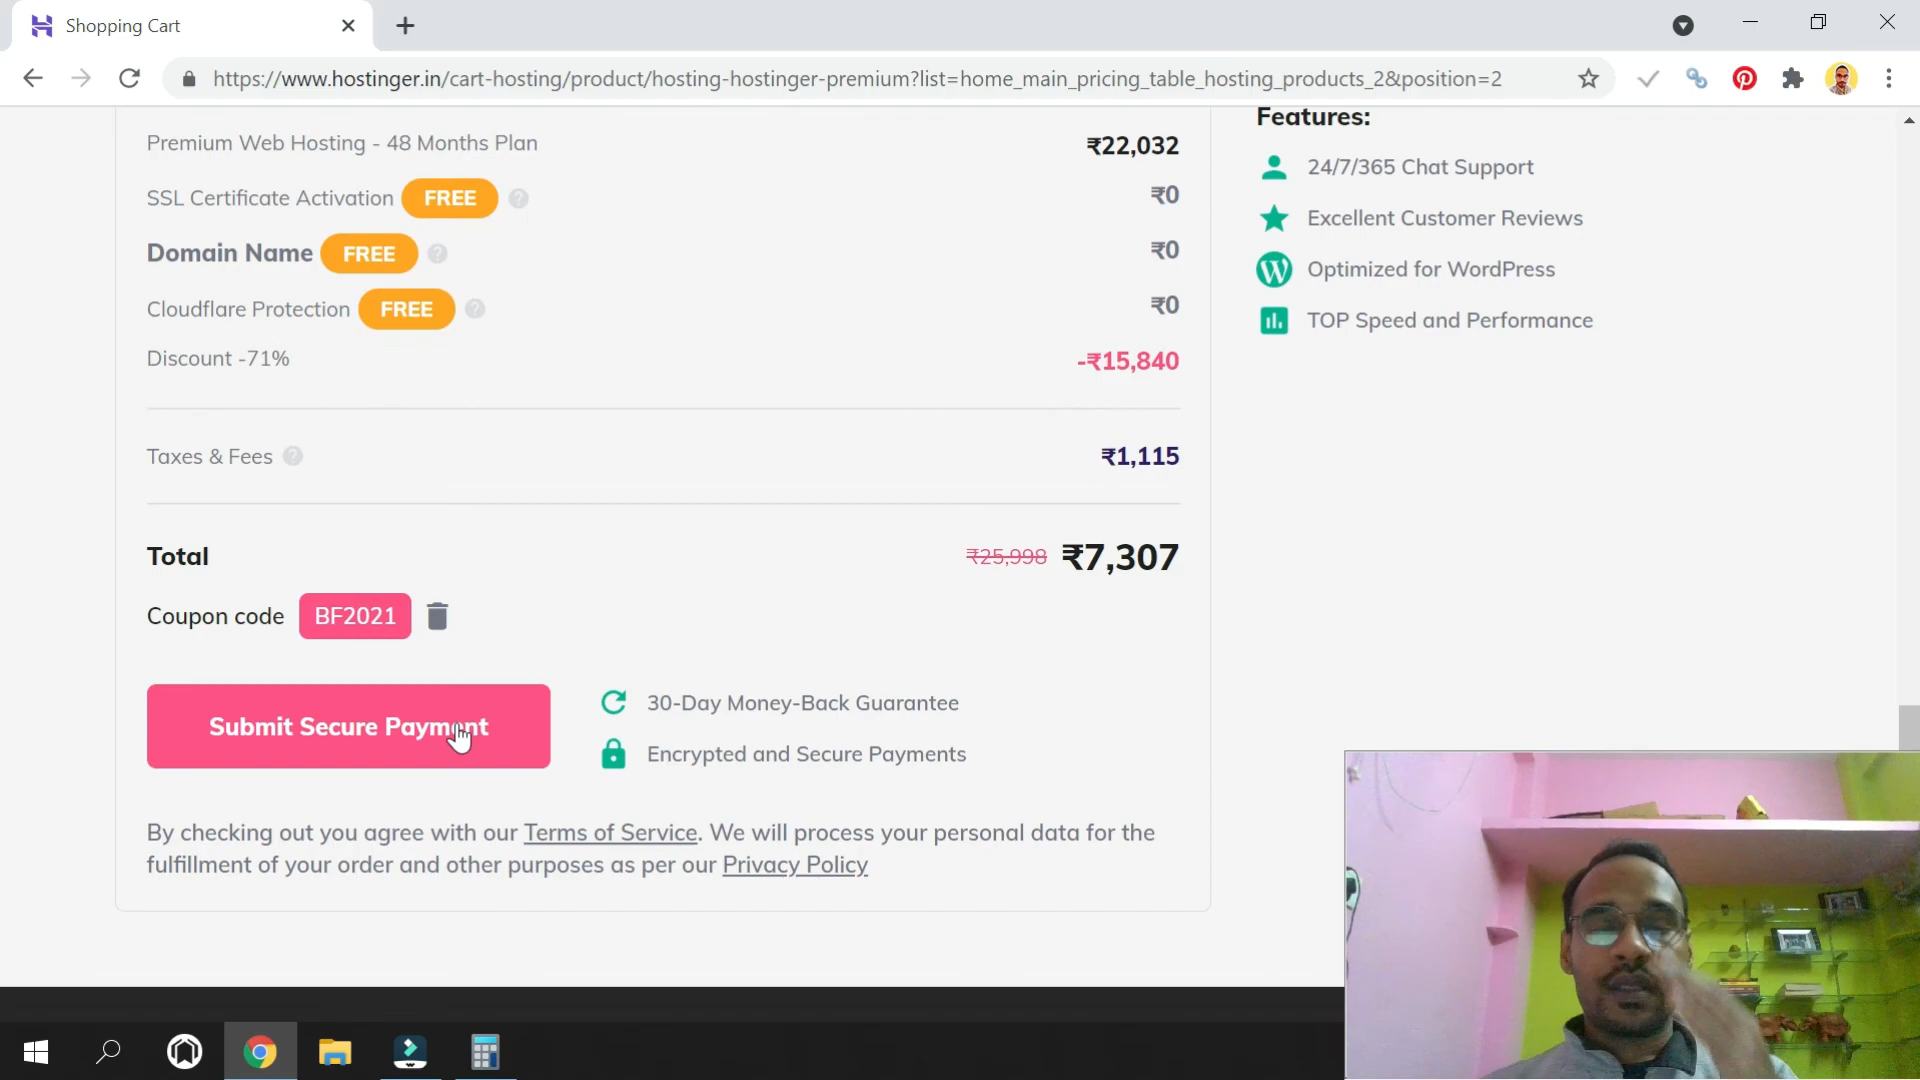 Shopping Cart
https://www.hostinger.in/cart-hosting/product/hosting-hostinger-premium?list=home_main_pricing_table_hosting_products_2&position=2
Premium Web Hosting - 48 Months Plan ₹22,032
SSL Certificate Activation FREE ? ₹0
Domain Name FREE ? ₹0
Cloudflare Protection FREE ? ₹0
Discount -71% -₹15,840
Taxes & Fees ? ₹1,115
Total ₹25,998 ₹7,307
Coupon code BF2021
Submit Secure Payment
30-Day Money-Back Guarantee
Encrypted and Secure Payments
By checking out you agree with our Terms of Service. We will process your personal data for the
fulfillment of your order and other purposes as per our Privacy Policy
Features:
24/7/365 Chat Support
Excellent Customer Reviews
Optimized for WordPress
TOP Speed and Performance